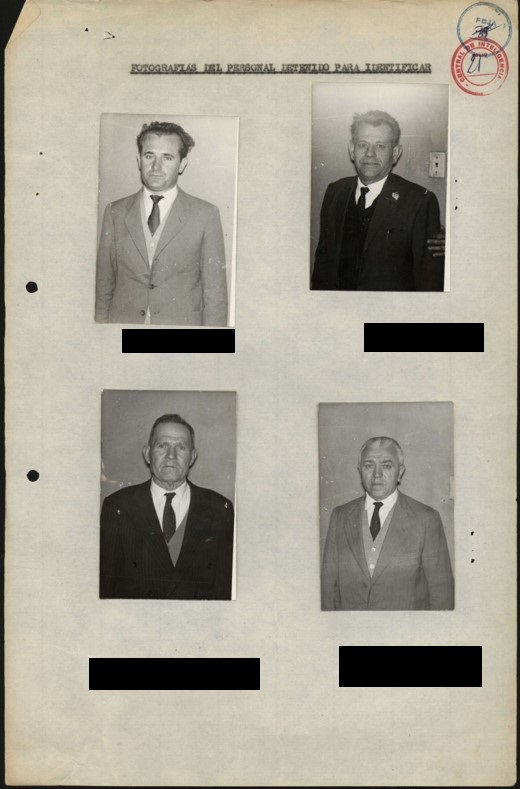 FOTOGRAFIAS DEL PERSONAL DETENIDO PARA IDENTIFICAR
CENTRAL DE INTELIGENCIA